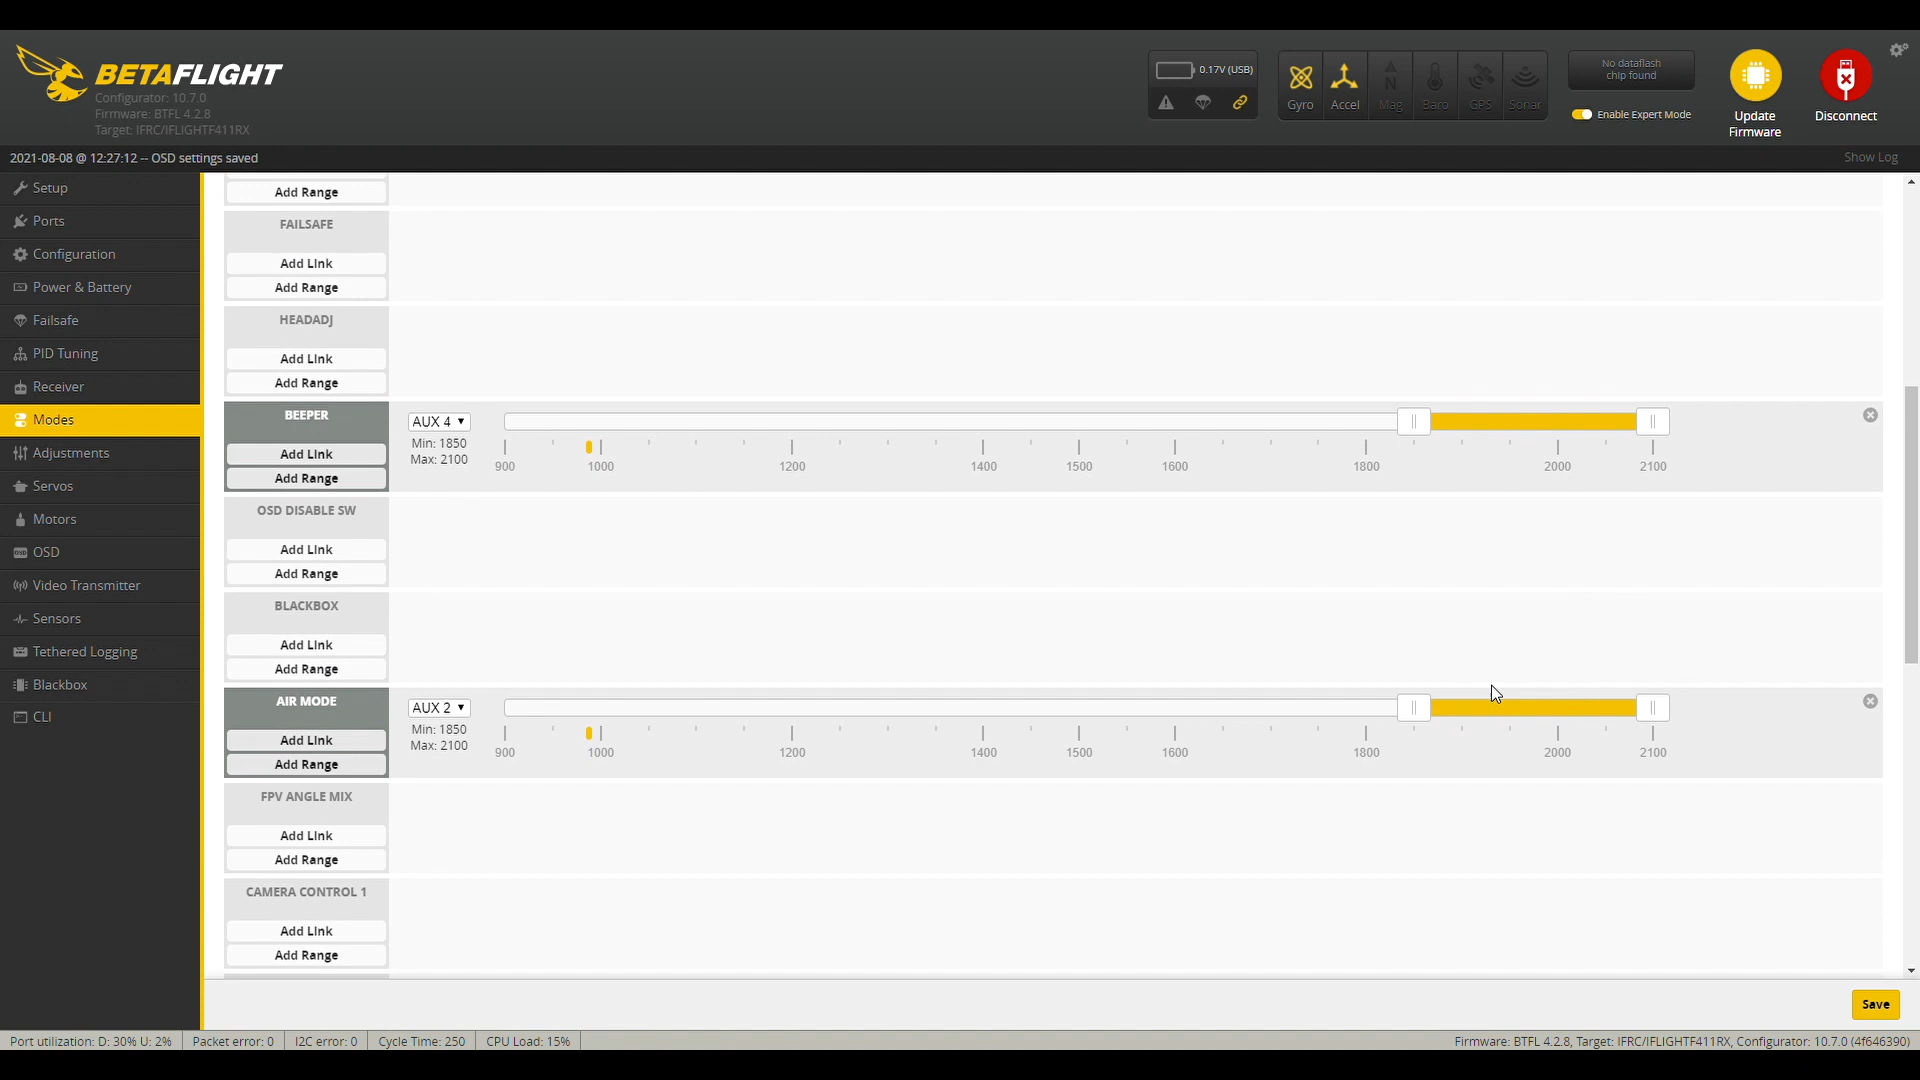 BETAFLIGHT
Configurator: 10.7.0
Firmware: BTFL 4.2.8
Target: IFRC/IFLIGHTF411RX
0.17V (USB)
Gyro
Accel
Mag
Baro
GPS
Sonar
No dataflash
chip found
Enable Expert Mode
Update
Firmware
Disconnect
2021-08-08 @ 12:27:12 -- OSD settings saved
Show Log
Setup
Ports
Configuration
Power & Battery
Failsafe
PID Tuning
Receiver
Modes
Adjustments
Servos
Motors
OSD
Video Transmitter
Sensors
Tethered Logging
Blackbox
CLI
Add Range
FAILSAFE
Add Link
Add Range
HEADADJ
Add Link
Add Range
BEEPER
Add Link
Add Range
AUX 4
Min: 1850
Max: 2100
900 1000 1200 1400 1500 1600 1800 2000 2100
OSD DISABLE SW
Add Link
Add Range
BLACKBOX
Add Link
Add Range
AIR MODE
Add Link
Add Range
AUX 2
Min: 1850
Max: 2100
900 1000 1200 1400 1500 1600 1800 2000 2100
FPV ANGLE MIX
Add Link
Add Range
CAMERA CONTROL 1
Add Link
Add Range
Save
Port utilization: D: 30% U: 2% Packet error: 0 I2C error: 0 Cycle Time: 250 CPU Load: 15%
Firmware: BTFL 4.2.8, Target: IFRC/IFLIGHTF411RX, Configurator: 10.7.0 (4f646390)